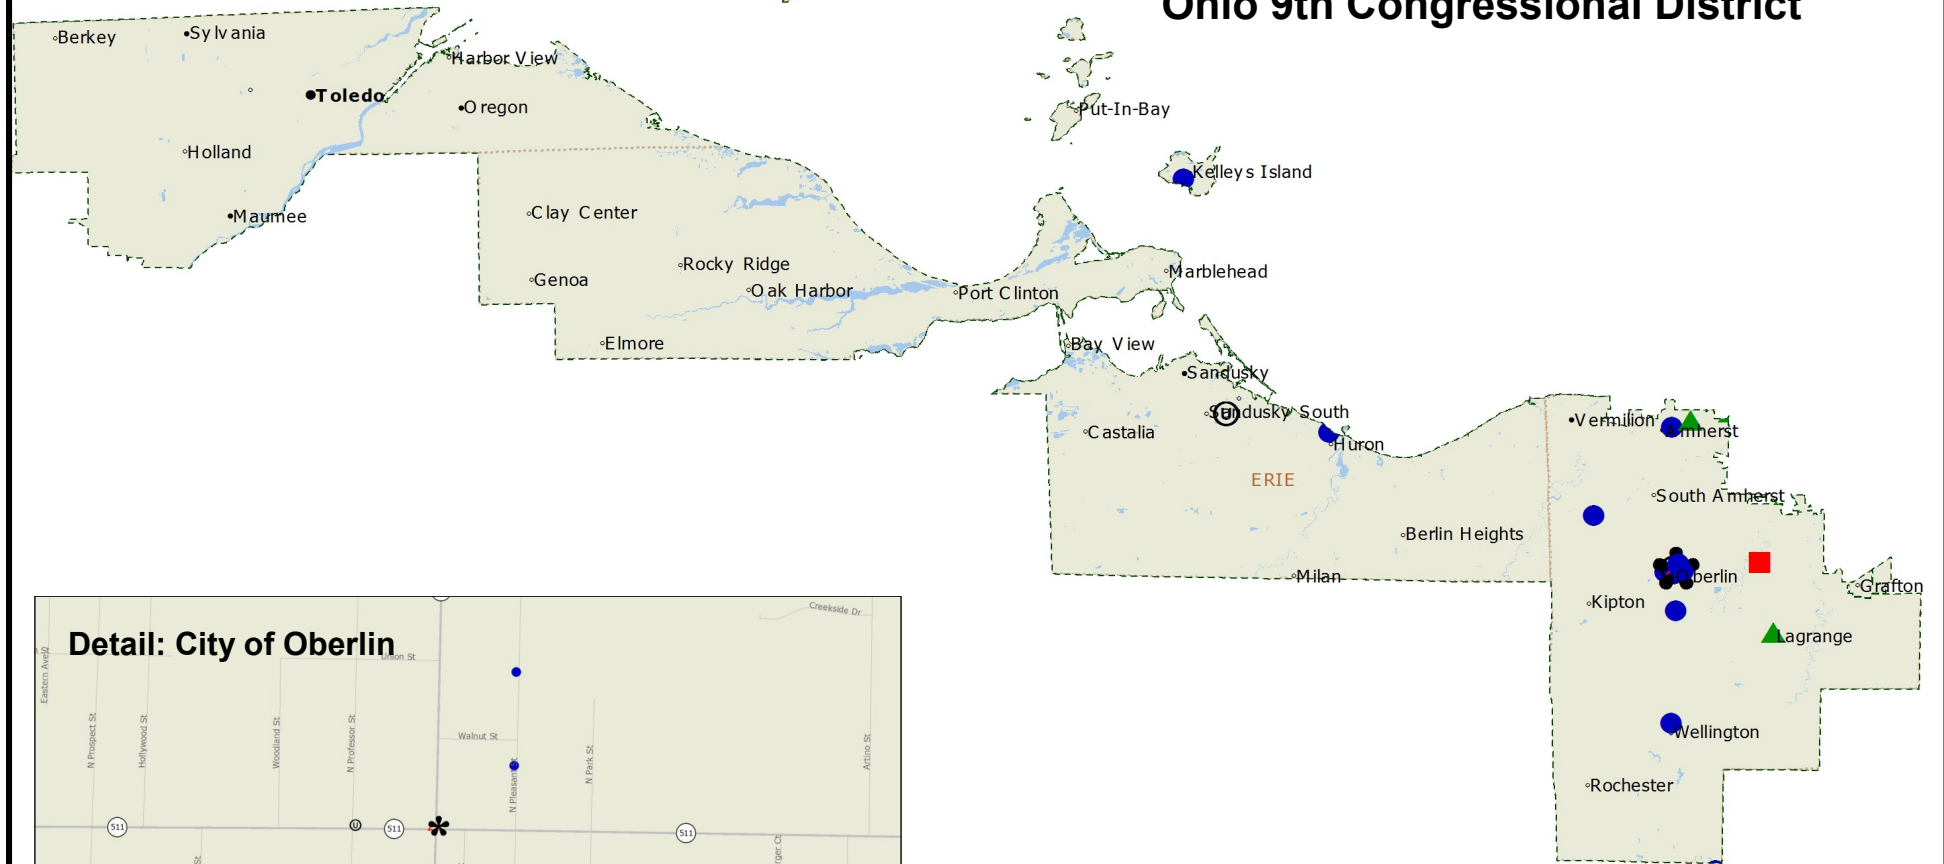 Ohio 9th Congressional District
Berkey
Sylvania
Harbor View
Toledo
Oregon
Put-In-Bay
Holland
Kelleys Island
Maumee
Clay Center
Rocky Ridge
Genoa
Oak Harbor
Port Clinton
Marblehead
Elmore
Bay View
Sandusky
Sandusky South
Castalia
Huron
Vermilion
Amherst
ERIE
South Amherst
Berlin Heights
Milan
Oberlin
Grafton
Kipton
Lagrange
Wellington
Rochester
Detail: City of Oberlin
Creekside Dr
Union St
Eastern Ave
N Prospect St
Hollywood St
Woodland St
N Professor St
Walnut St
N Pleasant St
N Park St
Artino St
511
U
511
511
St